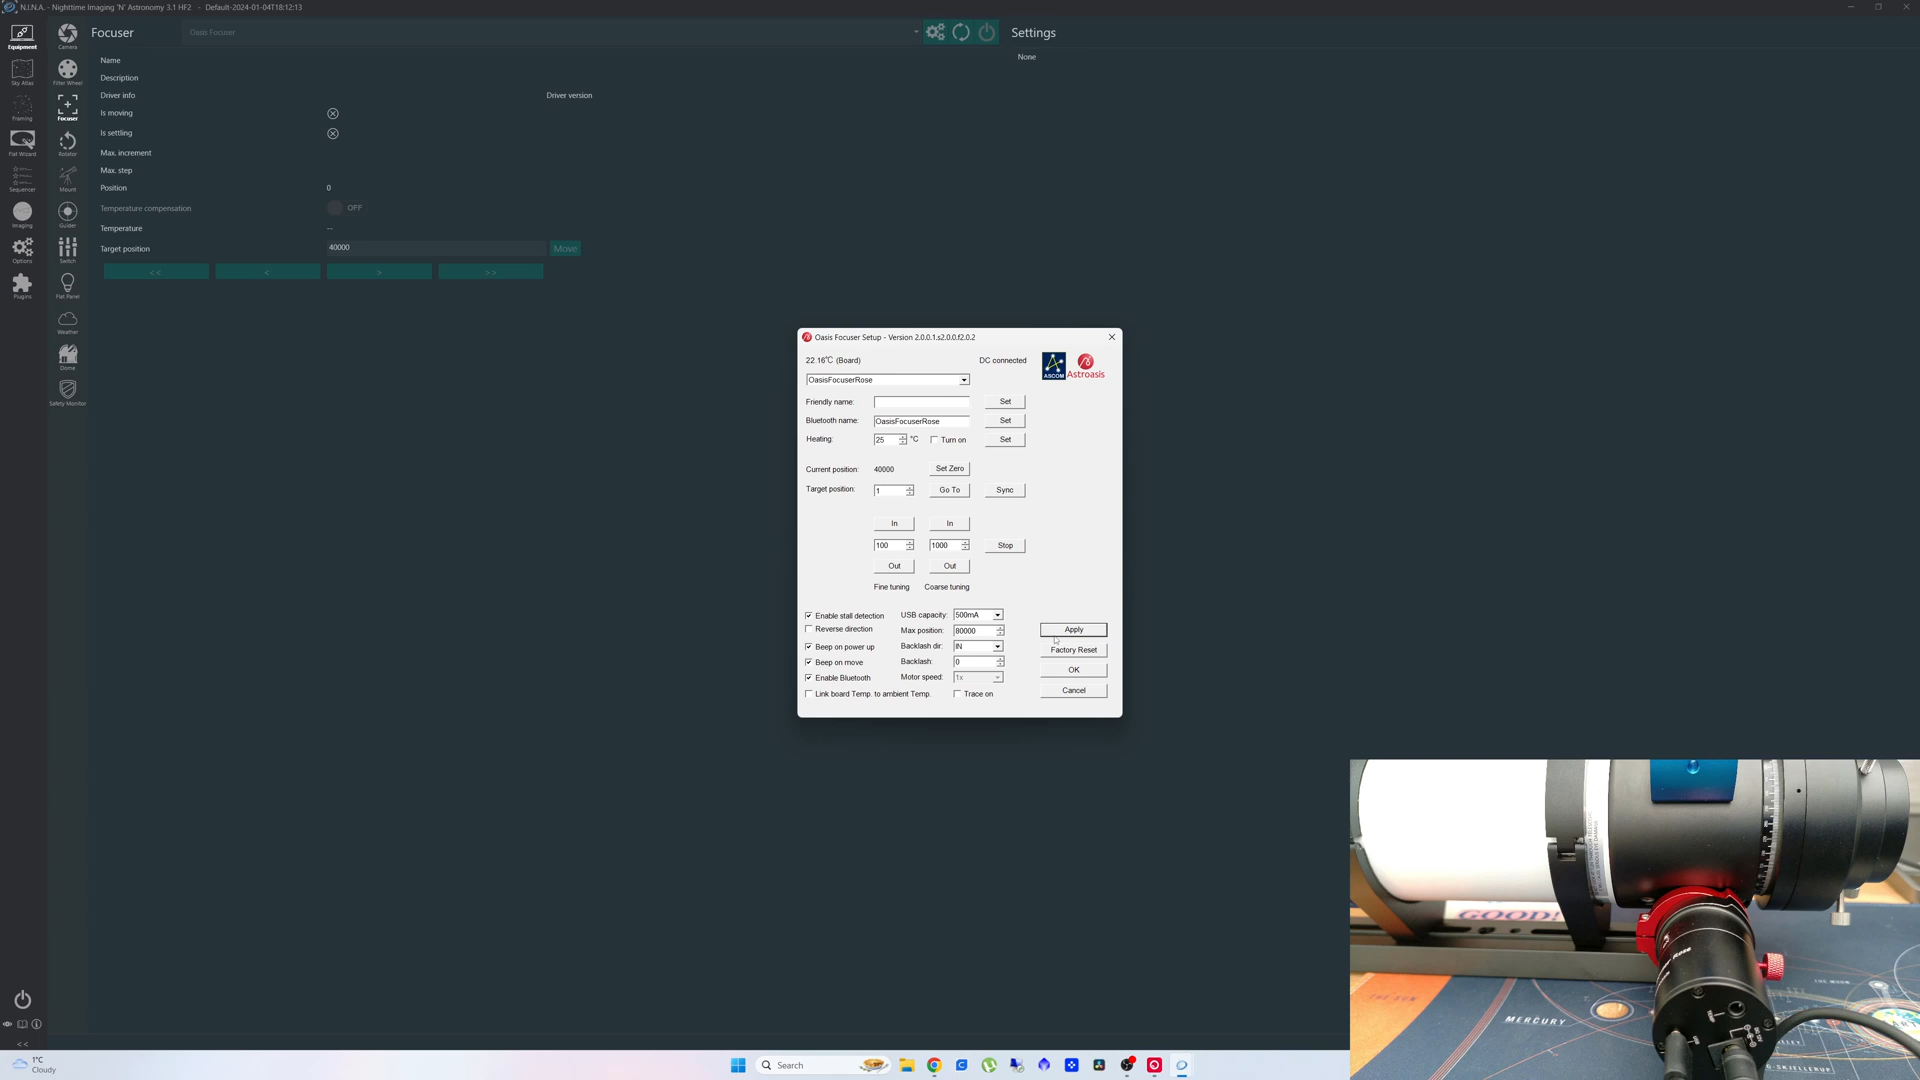 N.I.N.A. - Nighttime Imaging 'N' Astronomy 3.1 HF2 - Default-2024-01-04T18:12:13
Equipment
Sky Atlas
Framing
Flat Wizard
Sequencer
Imaging
Options
Plugins
<<
Camera
Filter Wheel
Focuser
Rotator
Mount
Guider
Switch
Flat Panel
Weather
Dome
Safety Monitor
Focuser
Oasis Focuser
Name
Description
Driver info
Driver version
Is moving
Is settling
Max. increment
Max. step
Position 0
Temperature compensation OFF
Temperature --
Target position 40000 Move
<< < > >>
Settings
None
Oasis Focuser Setup - Version 2.0.0.1.s2.0.0.f2.0.2
22.16°C (Board) DC connected
ASCOM
Astroasis
OasisFocuserRose
Friendly name: Set
Bluetooth name: OasisFocuserRose Set
Heating: 25 °C Turn on Set
Current position: 40000 Set Zero
Target position: 1 Go To Sync
In In
100 1000 Stop
Out Out
Fine tuning Coarse tuning
Enable stall detection USB capacity: 500mA
Reverse direction Max position: 80000 Apply
Beep on power up Backlash dir: IN Factory Reset
Beep on move Backlash: 0 OK
Enable Bluetooth Motor speed: 1x
Link board Temp. to ambient Temp. Trace on Cancel
GOOD!
Rose
THE SUN
MERCURY
1°C
Cloudy
Search